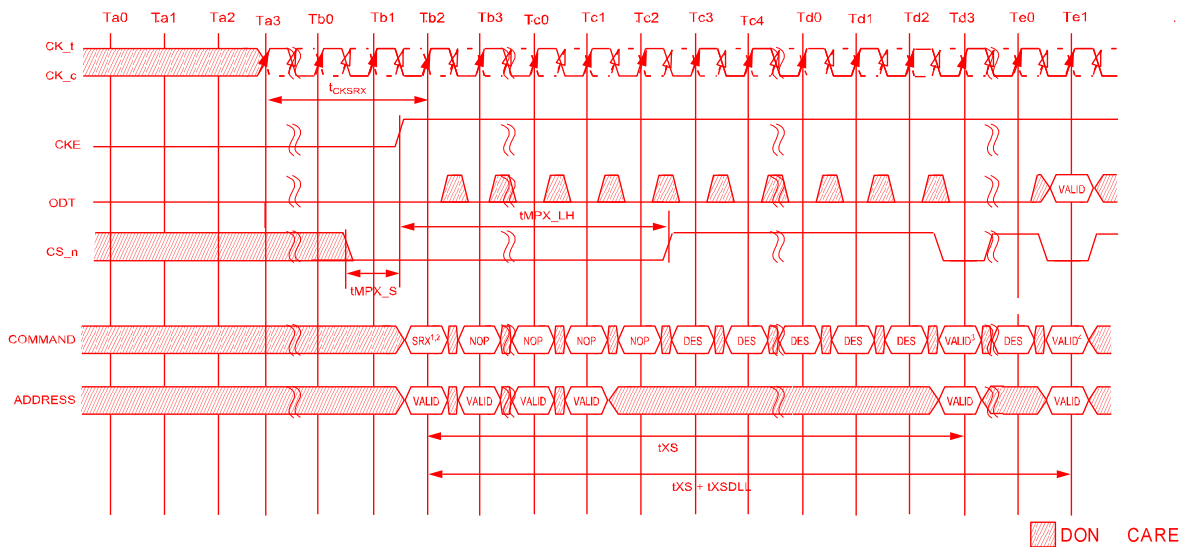 Ta0 Ta1 Ta2 Ta3 Tb0 Tb1 Tb2 Tb3 Tc0 Tc1 Tc2 Tc3 Tc4 Td0 Td1 Td2 Td3 Te0 Te1
CK_t
CK_c
tCKSRX
CKE
ODT
VALID
tMPX_LH
CS_n
tMPX_S
COMMAND SRX1,2 NOP NOP NOP NOP DES DES DES DES DES VALID3 DES VALID4
ADDRESS VALID VALID VALID VALID VALID VALID
tXS
tXS + tXSDLL
DON CARE